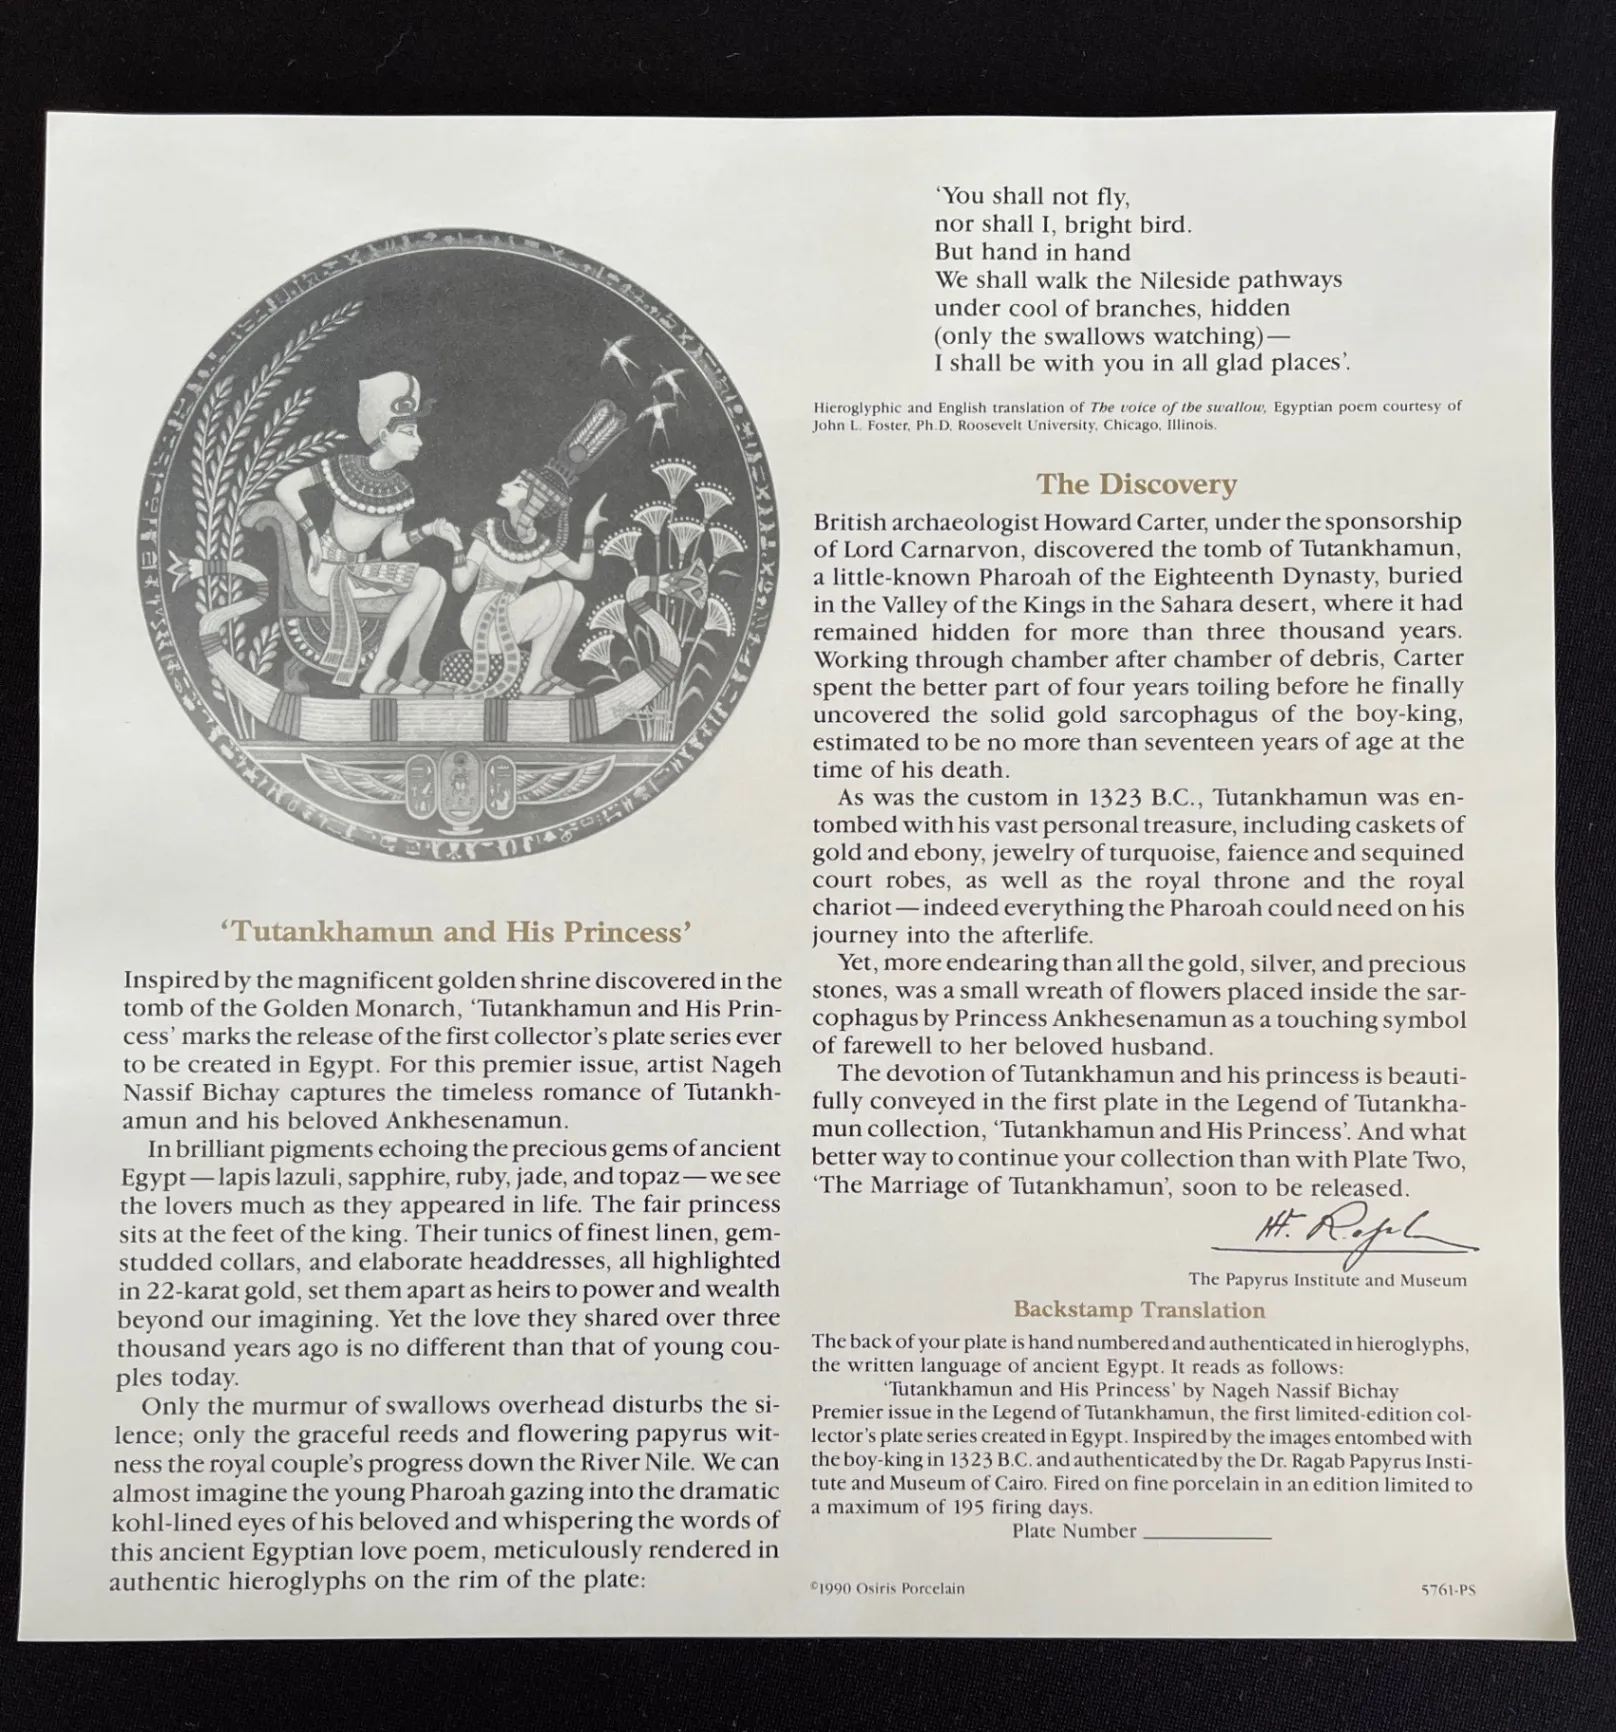 ‘Tutankhamun and His Princess’
Inspired by the magnificent golden shrine discovered in the
tomb of the Golden Monarch, ‘Tutankhamun and His Prin-
cess’ marks the release of the first collector’s plate series ever
to be created in Egypt. For this premier issue, artist Nageh
Nassif Bichay captures the timeless romance of Tutankh-
amun and his beloved Ankhesenamun.
In brilliant pigments echoing the precious gems of ancient
Egypt—lapis lazuli, sapphire, ruby, jade, and topaz—we see
the lovers much as they appeared in life. The fair princess
sits at the feet of the king. Their tunics of finest linen, gem-
studded collars, and elaborate headdresses, all highlighted
in 22-karat gold, set them apart as heirs to power and wealth
beyond our imagining. Yet the love they shared over three
thousand years ago is no different than that of young cou-
ples today.
Only the murmur of swallows overhead disturbs the si-
lence; only the graceful reeds and flowering papyrus wit-
ness the royal couple’s progress down the River Nile. We can
almost imagine the young Pharoah gazing into the dramatic
kohl-lined eyes of his beloved and whispering the words of
this ancient Egyptian love poem, meticulously rendered in
authentic hieroglyphs on the rim of the plate:
‘You shall not fly,
nor shall I, bright bird.
But hand in hand
We shall walk the Nileside pathways
under cool of branches, hidden
(only the swallows watching)—
I shall be with you in all glad places’.
Hieroglyphic and English translation of The voice of the swallow, Egyptian poem courtesy of
John L. Foster, Ph.D, Roosevelt University, Chicago, Illinois.
The Discovery
British archaeologist Howard Carter, under the sponsorship
of Lord Carnarvon, discovered the tomb of Tutankhamun,
a little-known Pharoah of the Eighteenth Dynasty, buried
in the Valley of the Kings in the Sahara desert, where it had
remained hidden for more than three thousand years.
Working through chamber after chamber of debris, Carter
spent the better part of four years toiling before he finally
uncovered the solid gold sarcophagus of the boy-king,
estimated to be no more than seventeen years of age at the
time of his death.
As was the custom in 1323 B.C., Tutankhamun was en-
tombed with his vast personal treasure, including caskets of
gold and ebony, jewelry of turquoise, faience and sequined
court robes, as well as the royal throne and the royal
chariot—indeed everything the Pharoah could need on his
journey into the afterlife.
Yet, more endearing than all the gold, silver, and precious
stones, was a small wreath of flowers placed inside the sar-
cophagus by Princess Ankhesenamun as a touching symbol
of farewell to her beloved husband.
The devotion of Tutankhamun and his princess is beauti-
fully conveyed in the first plate in the Legend of Tutankha-
mun collection, ‘Tutankhamun and His Princess’. And what
better way to continue your collection than with Plate Two,
‘The Marriage of Tutankhamun’, soon to be released.
The Papyrus Institute and Museum
Backstamp Translation
The back of your plate is hand numbered and authenticated in hieroglyphs,
the written language of ancient Egypt. It reads as follows:
‘Tutankhamun and His Princess’ by Nageh Nassif Bichay
Premier issue in the Legend of Tutankhamun, the first limited-edition col-
lector’s plate series created in Egypt. Inspired by the images entombed with
the boy-king in 1323 B.C. and authenticated by the Dr. Ragab Papyrus Insti-
tute and Museum of Cairo. Fired on fine porcelain in an edition limited to
a maximum of 195 firing days.
Plate Number
©1990 Osiris Porcelain
5761-PS